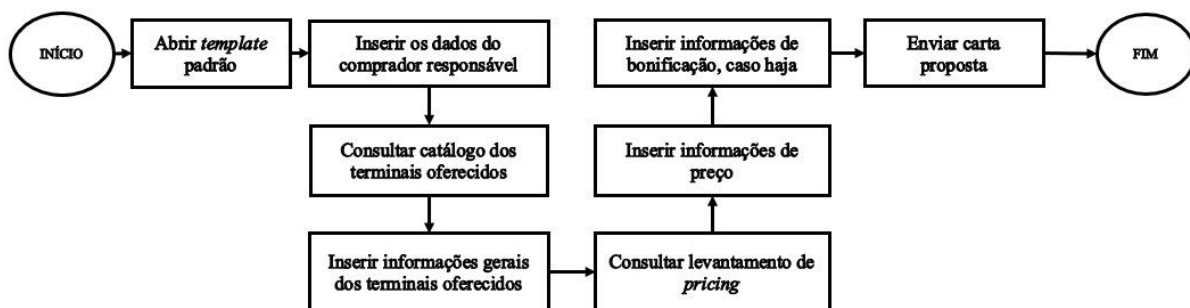 INÍCIO
Abrir template
padrão
Inserir os dados do
comprador responsável
Consultar catálogo dos
terminais oferecidos
Inserir informações gerais
dos terminais oferecidos
Consultar levantamento de
pricing
Inserir informações de
preço
Inserir informações de
bonificação, caso haja
Enviar carta
proposta
FIM